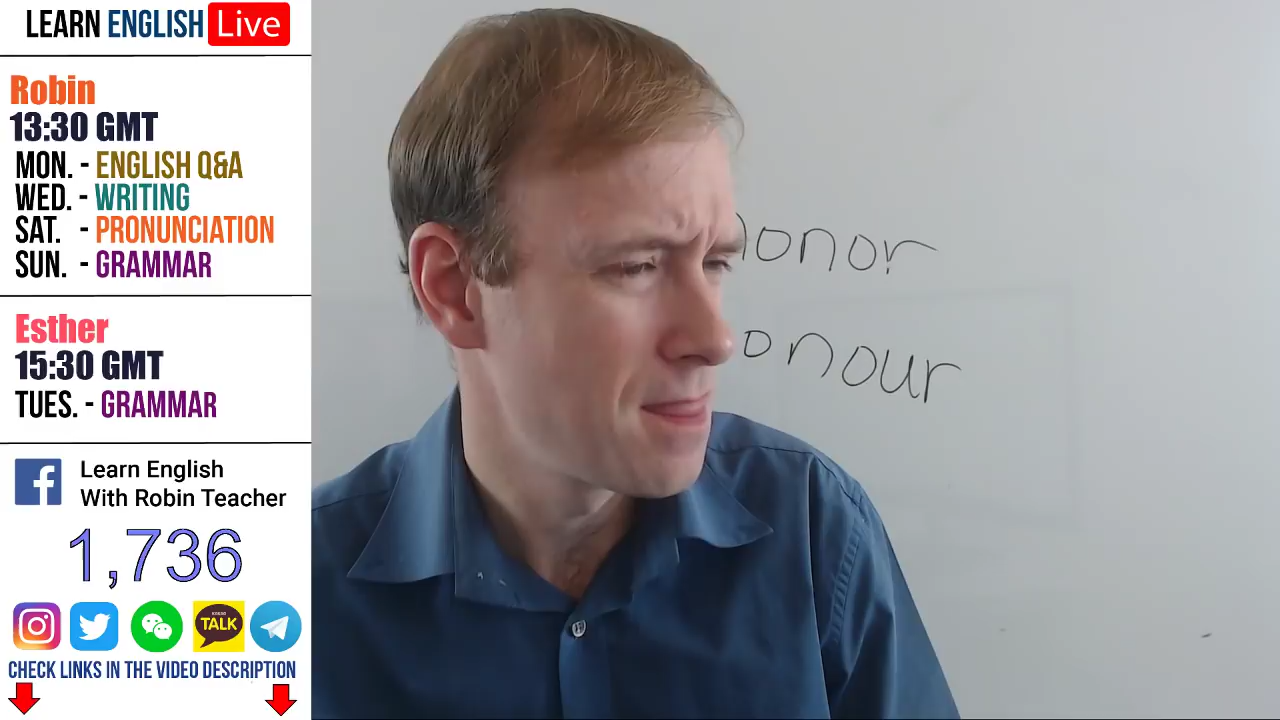 LEARN ENGLISH Live
Robin
13:30 GMT
MON. - ENGLISH Q&A
WED. - WRITING
SAT. - PRONUNCIATION
SUN. - GRAMMAR
Esther
15:30 GMT
TUES. - GRAMMAR
Learn English
With Robin Teacher
1,736
TALK
CHECK LINKS IN THE VIDEO DESCRIPTION
honor
onour